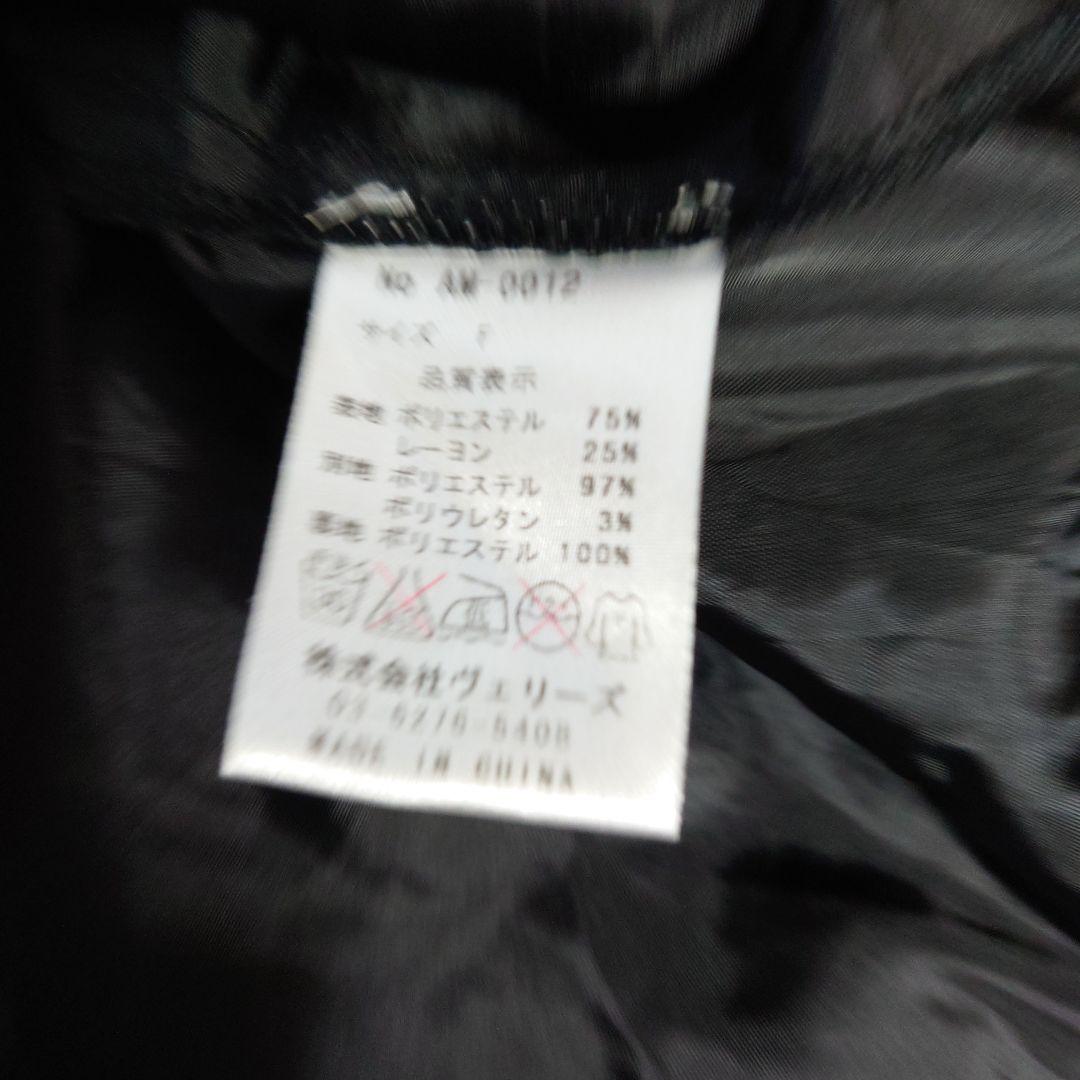 No AW-0012
サイズ F
品質表示
表地 ポリエステル 75%
レーヨン 25%
別地 ポリエステル 97%
ポリウレタン 3%
裏地 ポリエステル 100%
株式会社ヴェリーズ
03-6276-5408
MADE IN CHINA